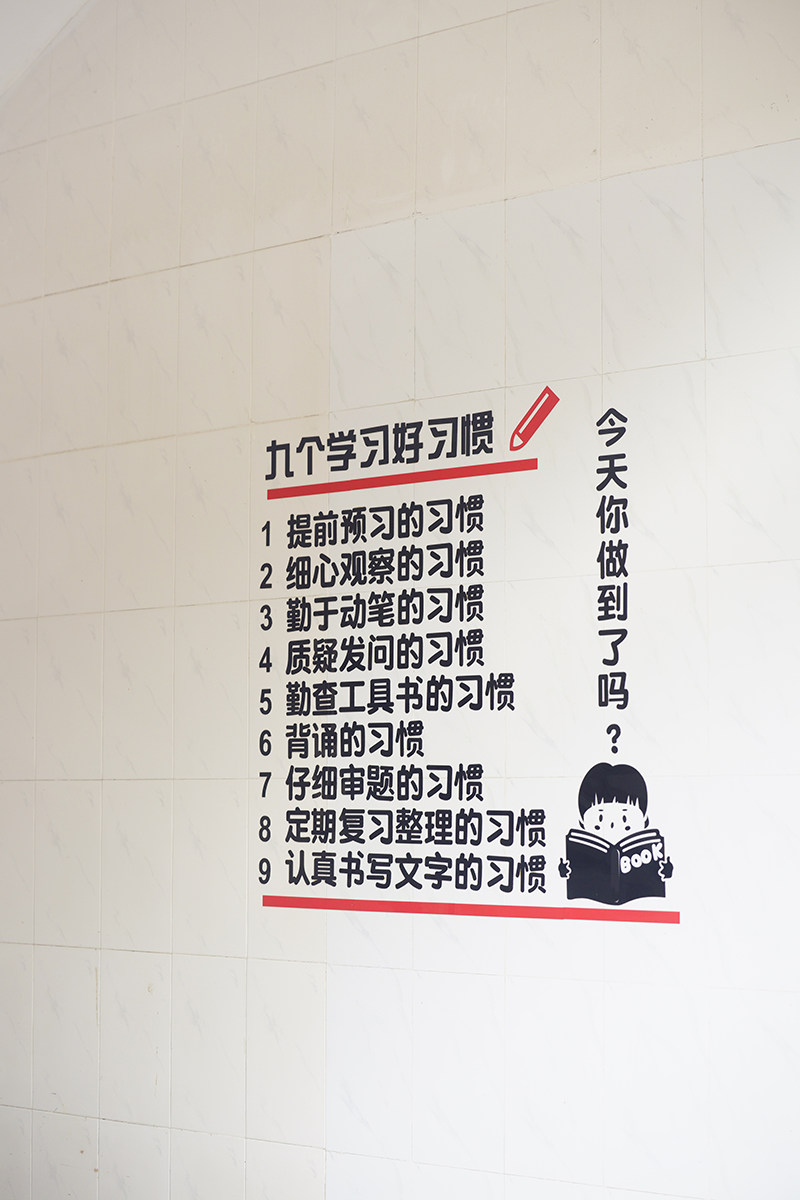 九个学习好习惯
1 提前预习的习惯
2 细心观察的习惯
3 勤于动笔的习惯
4 质疑发问的习惯
5 勤查工具书的习惯
6 背诵的习惯
7 仔细审题的习惯
8 定期复习整理的习惯
9 认真书写文字的习惯
今天你做到了吗?
BOOK